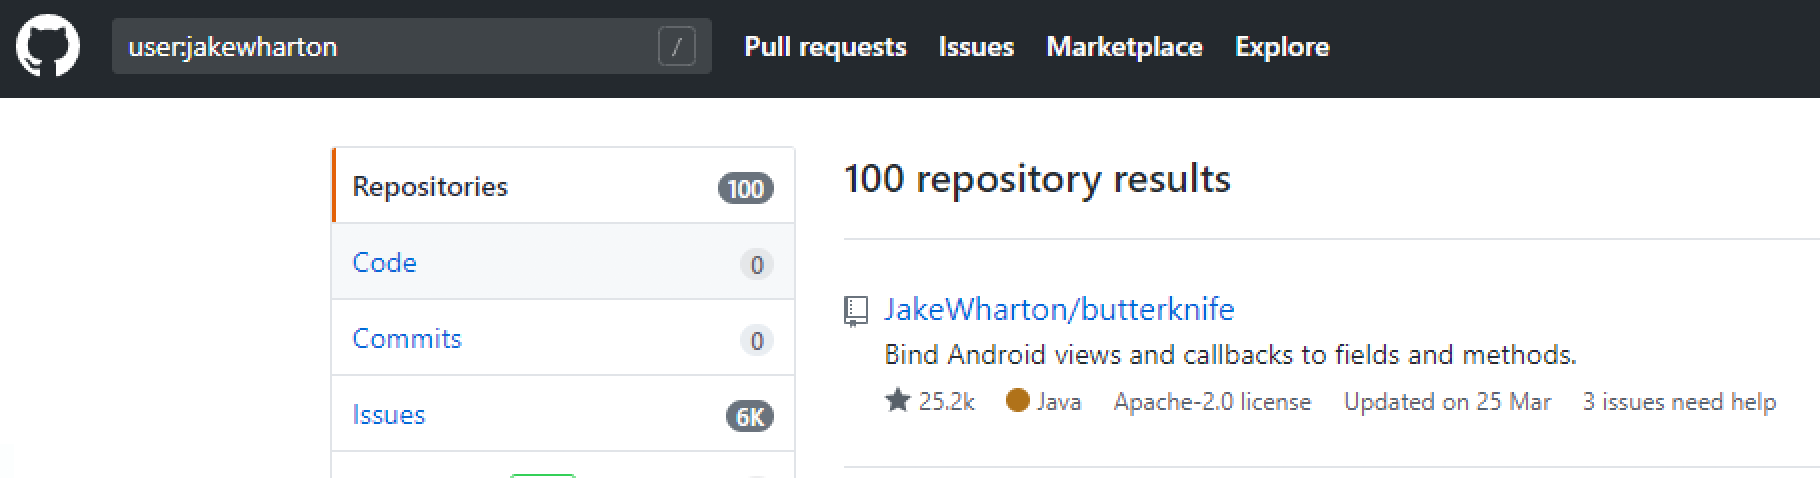 user:jakewharton / Pull requests Issues Marketplace Explore
Repositories 100
Code 0
Commits 0
Issues 6K
100 repository results
JakeWharton/butterknife
Bind Android views and callbacks to fields and methods.
25.2k Java Apache-2.0 license Updated on 25 Mar 3 issues need help